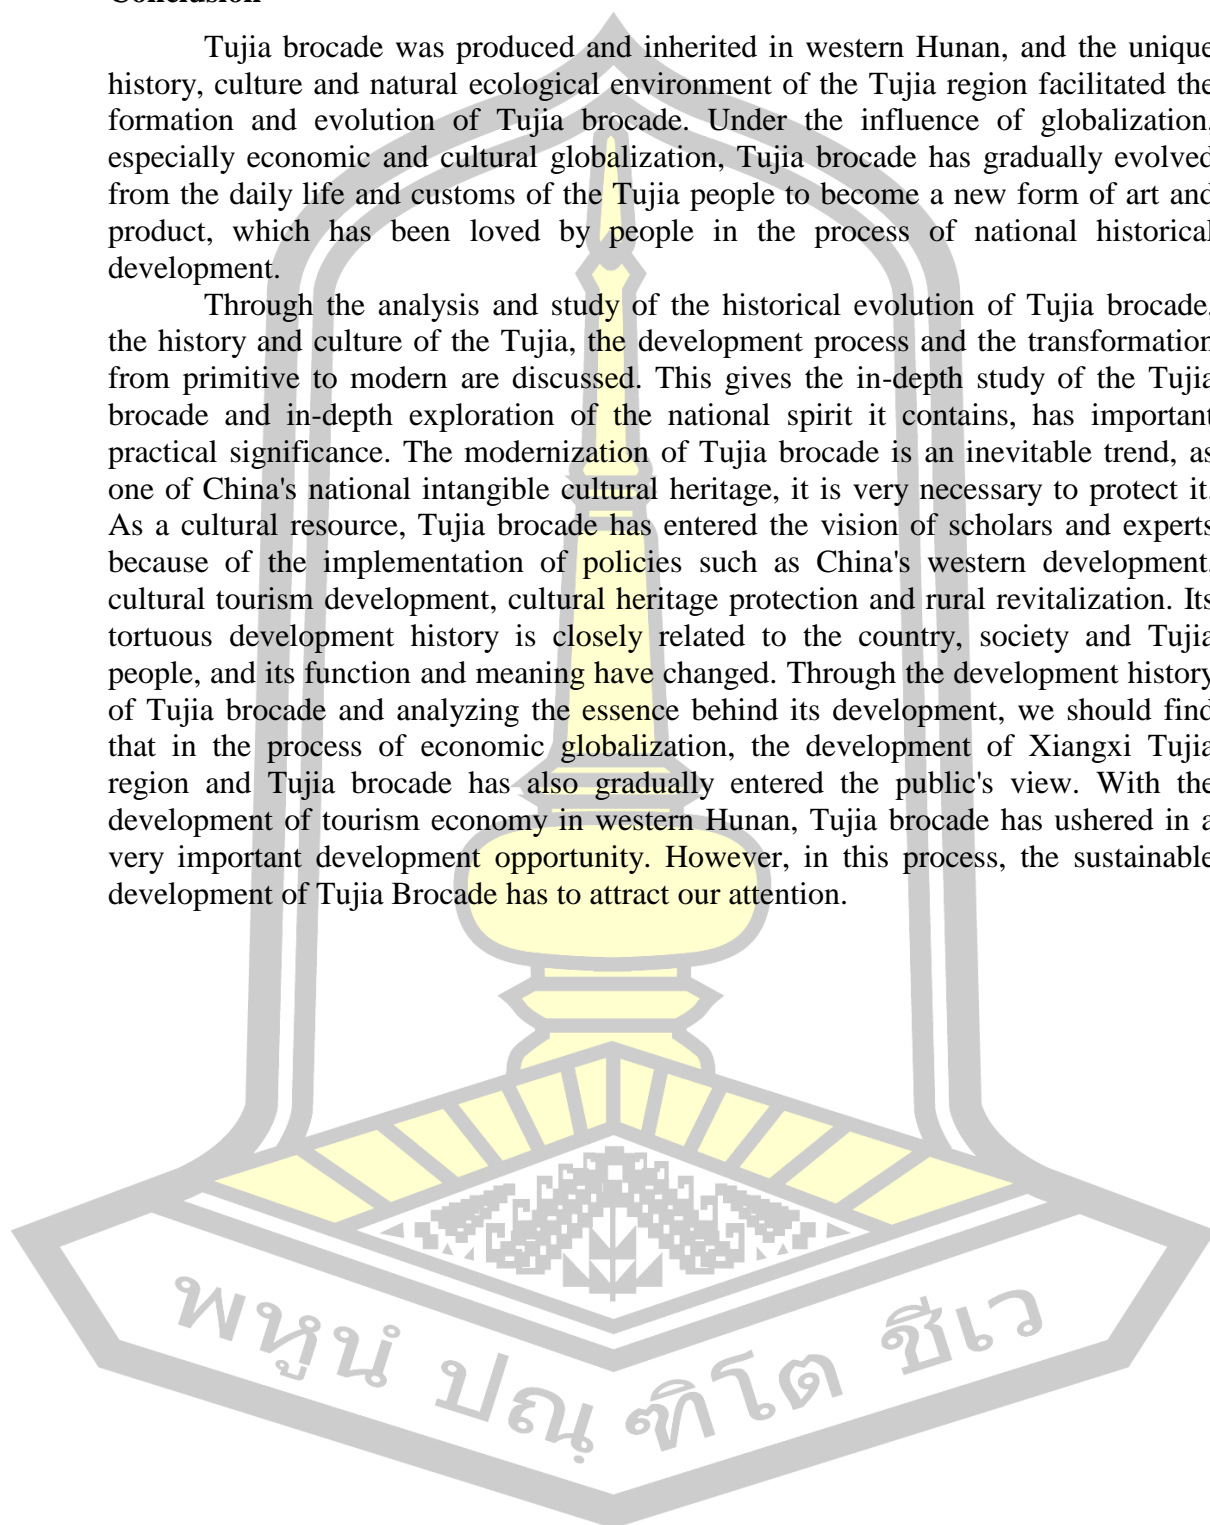 Conclusion
Tujia brocade was produced and inherited in western Hunan, and the unique
history, culture and natural ecological environment of the Tujia region facilitated the
formation and evolution of Tujia brocade. Under the influence of globalization,
especially economic and cultural globalization, Tujia brocade has gradually evolved
from the daily life and customs of the Tujia people to become a new form of art and
product, which has been loved by people in the process of national historical
development.
Through the analysis and study of the historical evolution of Tujia brocade,
the history and culture of the Tujia, the development process and the transformation
from primitive to modern are discussed. This gives the in-depth study of the Tujia
brocade and in-depth exploration of the national spirit it contains, has important
practical significance. The modernization of Tujia brocade is an inevitable trend, as
one of China's national intangible cultural heritage, it is very necessary to protect it.
As a cultural resource, Tujia brocade has entered the vision of scholars and experts
because of the implementation of policies such as China's western development,
cultural tourism development, cultural heritage protection and rural revitalization. Its
tortuous development history is closely related to the country, society and Tujia
people, and its function and meaning have changed. Through the development history
of Tujia brocade and analyzing the essence behind its development, we should find
that in the process of economic globalization, the development of Xiangxi Tujia
region and Tujia brocade has also gradually entered the public's view. With the
development of tourism economy in western Hunan, Tujia brocade has ushered in a
very important development opportunity. However, in this process, the sustainable
development of Tujia Brocade has to attract our attention.
พหูนํ ปณฺฑิโต ชีเว